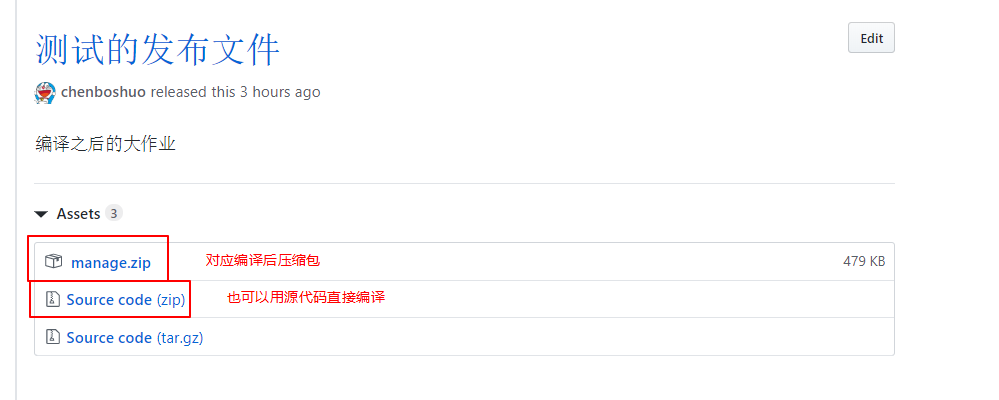 测试的发布文件
Edit
chenboshuo released this 3 hours ago
编译之后的大作业
Assets 3
manage.zip 对应编译后压缩包 479 KB
Source code (zip) 也可以用源代码直接编译
Source code (tar.gz)